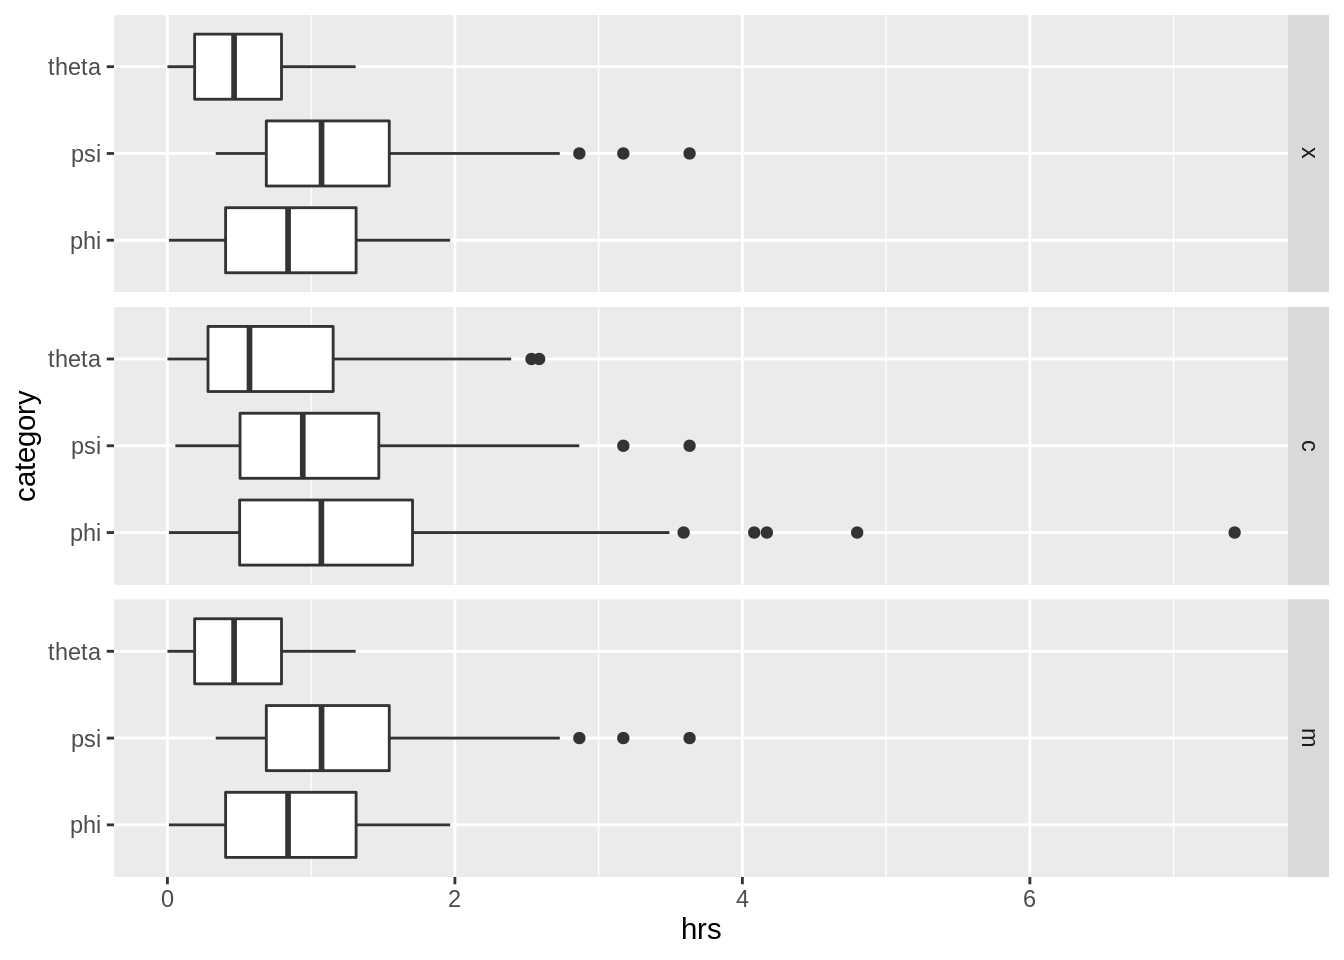 theta
psi
phi
x
theta
psi
phi
c
theta
psi
phi
m
category
0 2 4 6
hrs